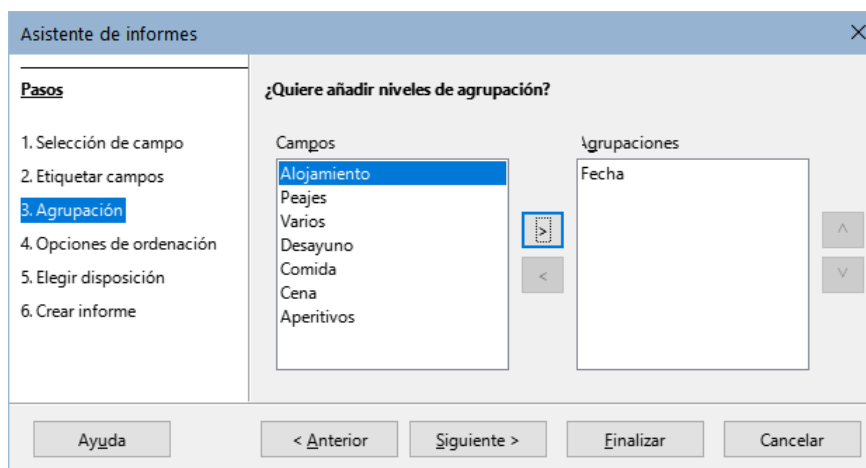 Asistente de informes
Pasos
1. Selección de campo
2. Etiquetar campos
3. Agrupación
4. Opciones de ordenación
5. Elegir disposición
6. Crear informe
¿Quiere añadir niveles de agrupación?
Campos
Alojamiento
Peajes
Varios
Desayuno
Comida
Cena
Aperitivos
>
<
Agrupaciones
Fecha
Ayuda
< Anterior
Siguiente >
Finalizar
Cancelar